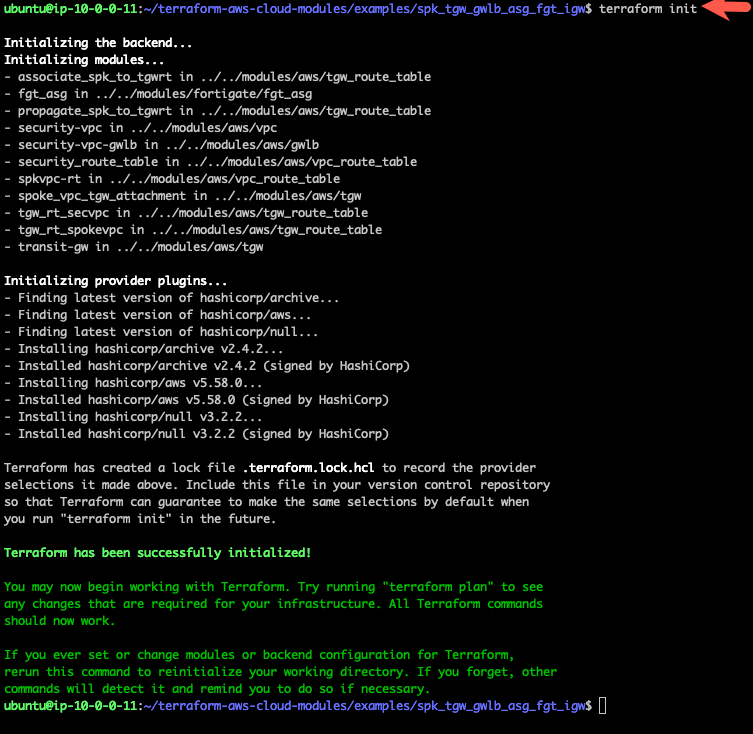 ubuntu@ip-10-0-0-11:~/terraform-aws-cloud-modules/examples/spk_tgw_gwlb_asg_fgt_igw$ terraform init
Initializing the backend...
Initializing modules...
- associate_spk_to_tgwrt in ../../modules/aws/tgw_route_table
- fgt_asg in ../../modules/fortigate/fgt_asg
- propagate_spk_to_tgwrt in ../../modules/aws/tgw_route_table
- security-vpc in ../../modules/aws/vpc
- security-vpc-gwlb in ../../modules/aws/gwlb
- security_route_table in ../../modules/aws/vpc_route_table
- spkvpc-rt in ../../modules/aws/vpc_route_table
- spoke_vpc_tgw_attachment in ../../modules/aws/tgw
- tgw_rt_secvpc in ../../modules/aws/tgw_route_table
- tgw_rt_spokevpc in ../../modules/aws/tgw_route_table
- transit-gw in ../../modules/aws/tgw
Initializing provider plugins...
- Finding latest version of hashicorp/archive...
- Finding latest version of hashicorp/aws...
- Finding latest version of hashicorp/null...
- Installing hashicorp/archive v2.4.2...
- Installed hashicorp/archive v2.4.2 (signed by HashiCorp)
- Installing hashicorp/aws v5.58.0...
- Installed hashicorp/aws v5.58.0 (signed by HashiCorp)
- Installing hashicorp/null v3.2.2...
- Installed hashicorp/null v3.2.2 (signed by HashiCorp)
Terraform has created a lock file .terraform.lock.hcl to record the provider
selections it made above. Include this file in your version control repository
so that Terraform can guarantee to make the same selections by default when
you run "terraform init" in the future.
Terraform has been successfully initialized!
You may now begin working with Terraform. Try running "terraform plan" to see
any changes that are required for your infrastructure. All Terraform commands
should now work.
If you ever set or change modules or backend configuration for Terraform,
rerun this command to reinitialize your working directory. If you forget, other
commands will detect it and remind you to do so if necessary.
ubuntu@ip-10-0-0-11:~/terraform-aws-cloud-modules/examples/spk_tgw_gwlb_asg_fgt_igw$